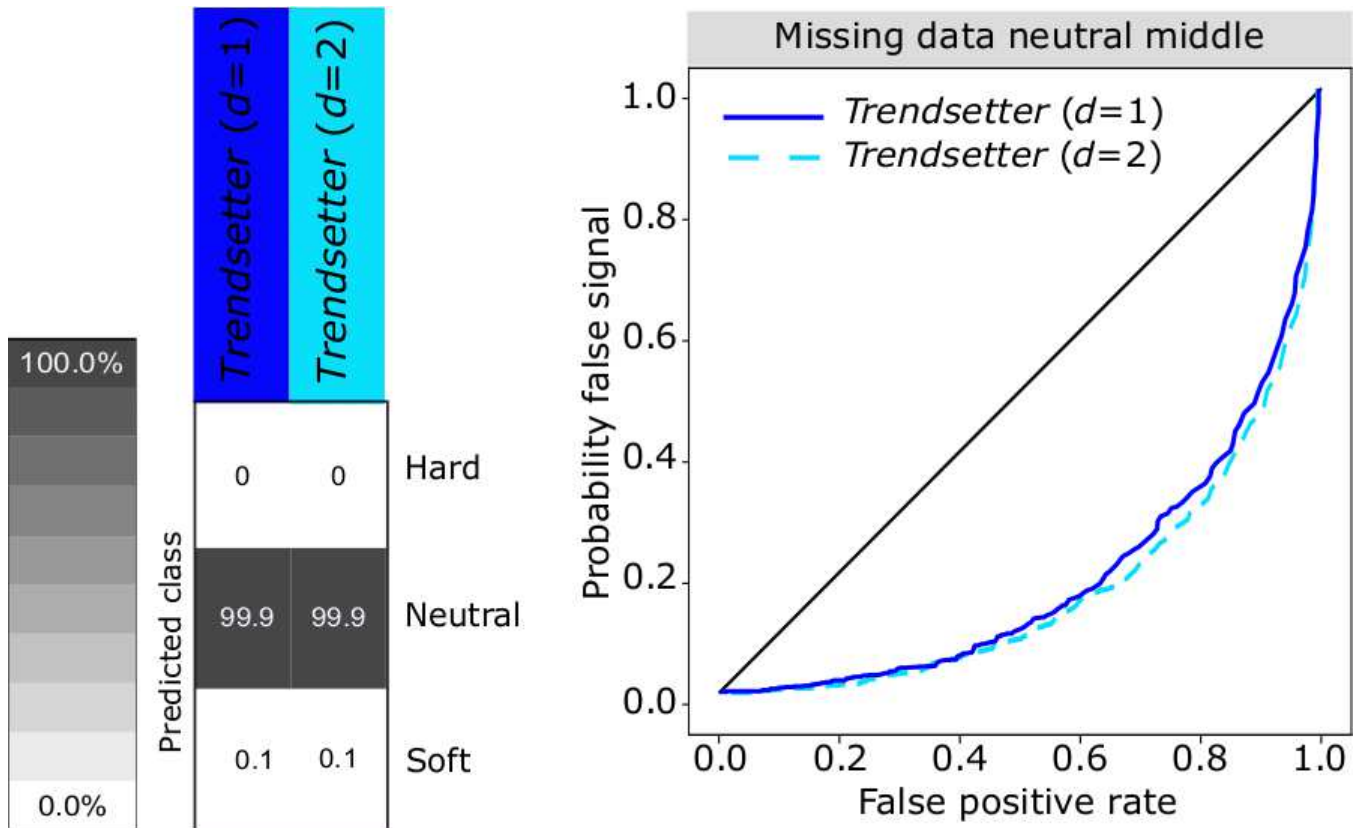 Trendsetter (d=1)
Trendsetter (d=2)
100.0%
0.0%
Predicted class
0 0 Hard
99.9 99.9 Neutral
0.1 0.1 Soft
Missing data neutral middle
Trendsetter (d=1)
Trendsetter (d=2)
Probability false signal
1.0
0.8
0.6
0.4
0.2
0.0
0.0 0.2 0.4 0.6 0.8 1.0
False positive rate